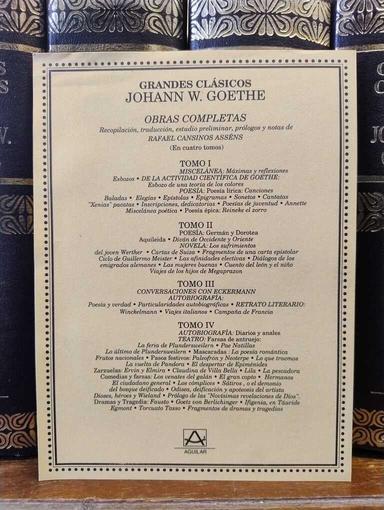 GRANDES CLÁSICOS
JOHANN W. GOETHE
OBRAS COMPLETAS
Recopilación, traducción, estudio preliminar, prólogos y notas de
RAFAEL CANSINOS ASSÉNS
(En cuatro tomos)
TOMO I
MISCELÁNEA: Máximas y reflexiones
Esbozos • DE LA ACTIVIDAD CIENTÍFICA DE GOETHE:
Esbozo de una teoría de los colores
POESÍA: Poesía lírica: Canciones
Baladas • Elegías • Epístolas • Epigramas • Sonetos • Cantatas
"Xenias" pacatas • Inscripciones, dedicatorias • Poesías de juventud • Annette
Miscelánea poética • Poesía épica: Reineke el zorro
TOMO II
POESÍA: Germán y Dorotea
Aquileida • Diván de Occidente y Oriente
NOVELA: Los sufrimientos
del joven Werther • Cartas de Suiza • Fragmentos de una carta epistolar
Ciclo de Guillermo Meister • Las afinidades electivas • Diálogos de los
emigrados alemanes • Las mujeres buenas • Cuento del león y el niño
Viajes de los hijos de Megaprazon
TOMO III
CONVERSACIONES CON ECKERMANN
AUTOBIOGRAFÍA:
Poesía y verdad • Particularidades autobiográficas • RETRATO LITERARIO:
Winckelmann • Viajes italianos • Campaña de Francia
TOMO IV
AUTOBIOGRAFÍA: Diarios y anales
TEATRO: Farsas de antruejo:
La feria de Plundersweilern • Pae Natillas
La última de Plundersweilern • Mascaradas: La poesía romántica
Frutos nacionales • Pasos festivos: Paleofrón y Neoterpe • Lo que traemos
La vuelta de Pandora • El despertar de Epiménides
Zarzuelas: Ervin y Elmira • Claudina de Villa Bella • Lila • La pescadora
Comedias y farsas: Los venales del galán • El gran copto • Hermanos
El ciudadano general • Los cómplices • Sátiros, o el demonio
del bosque deificado • Odiseo, deificación y apoteosis del artista
Dioses, héroes y Wieland • Prólogo de las "Novísimas revelaciones de Dios".
Dramas y Tragedia: Fausto • Goetz von Berlichinger • Ifigenia, en Táuride
Egmont • Torcuato Tasso • Fragmentos de dramas y tragedias
AGUILAR